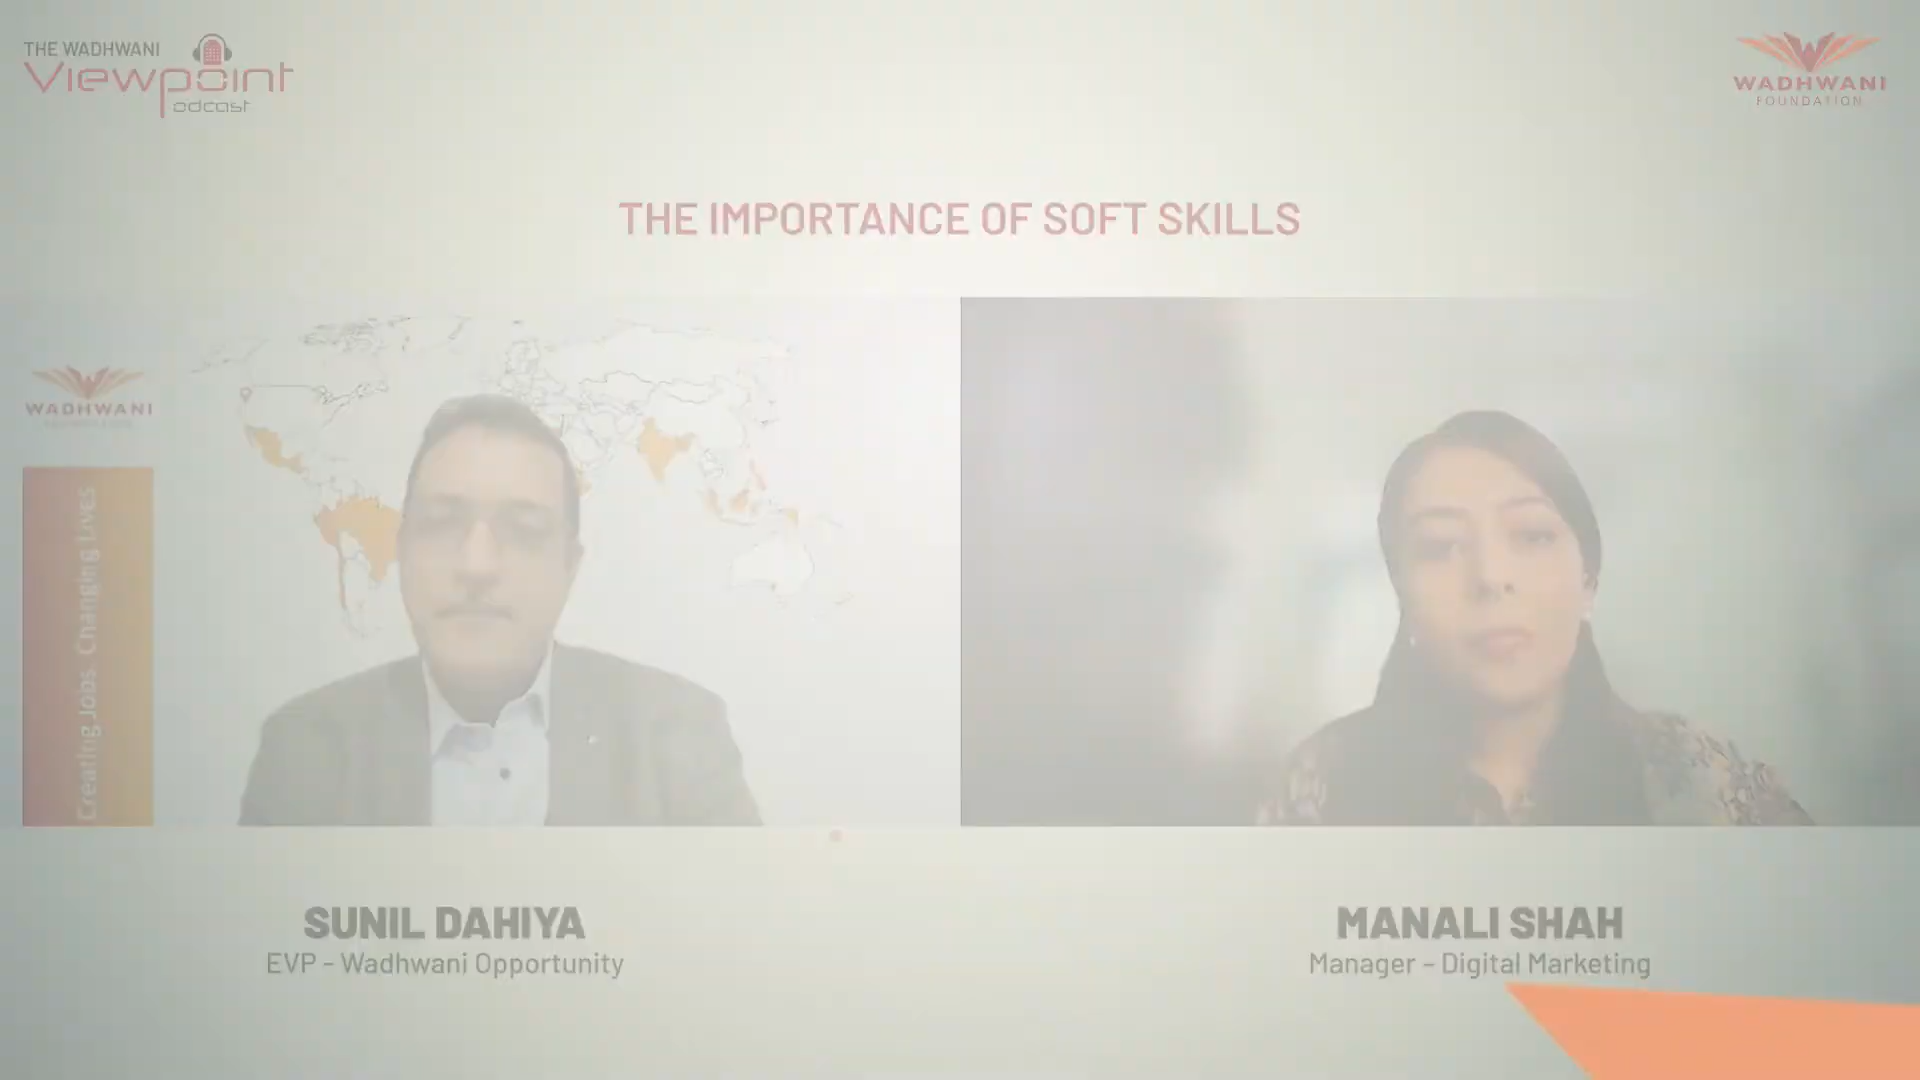 THE WADHWANI
Viewpoint
Podcast
WADHWANI
FOUNDATION
THE IMPORTANCE OF SOFT SKILLS
WADHWANI
Creating Jobs Changing Lives
SUNIL DAHIYA
EVP – Wadhwani Opportunity
MANALI SHAH
Manager – Digital Marketing